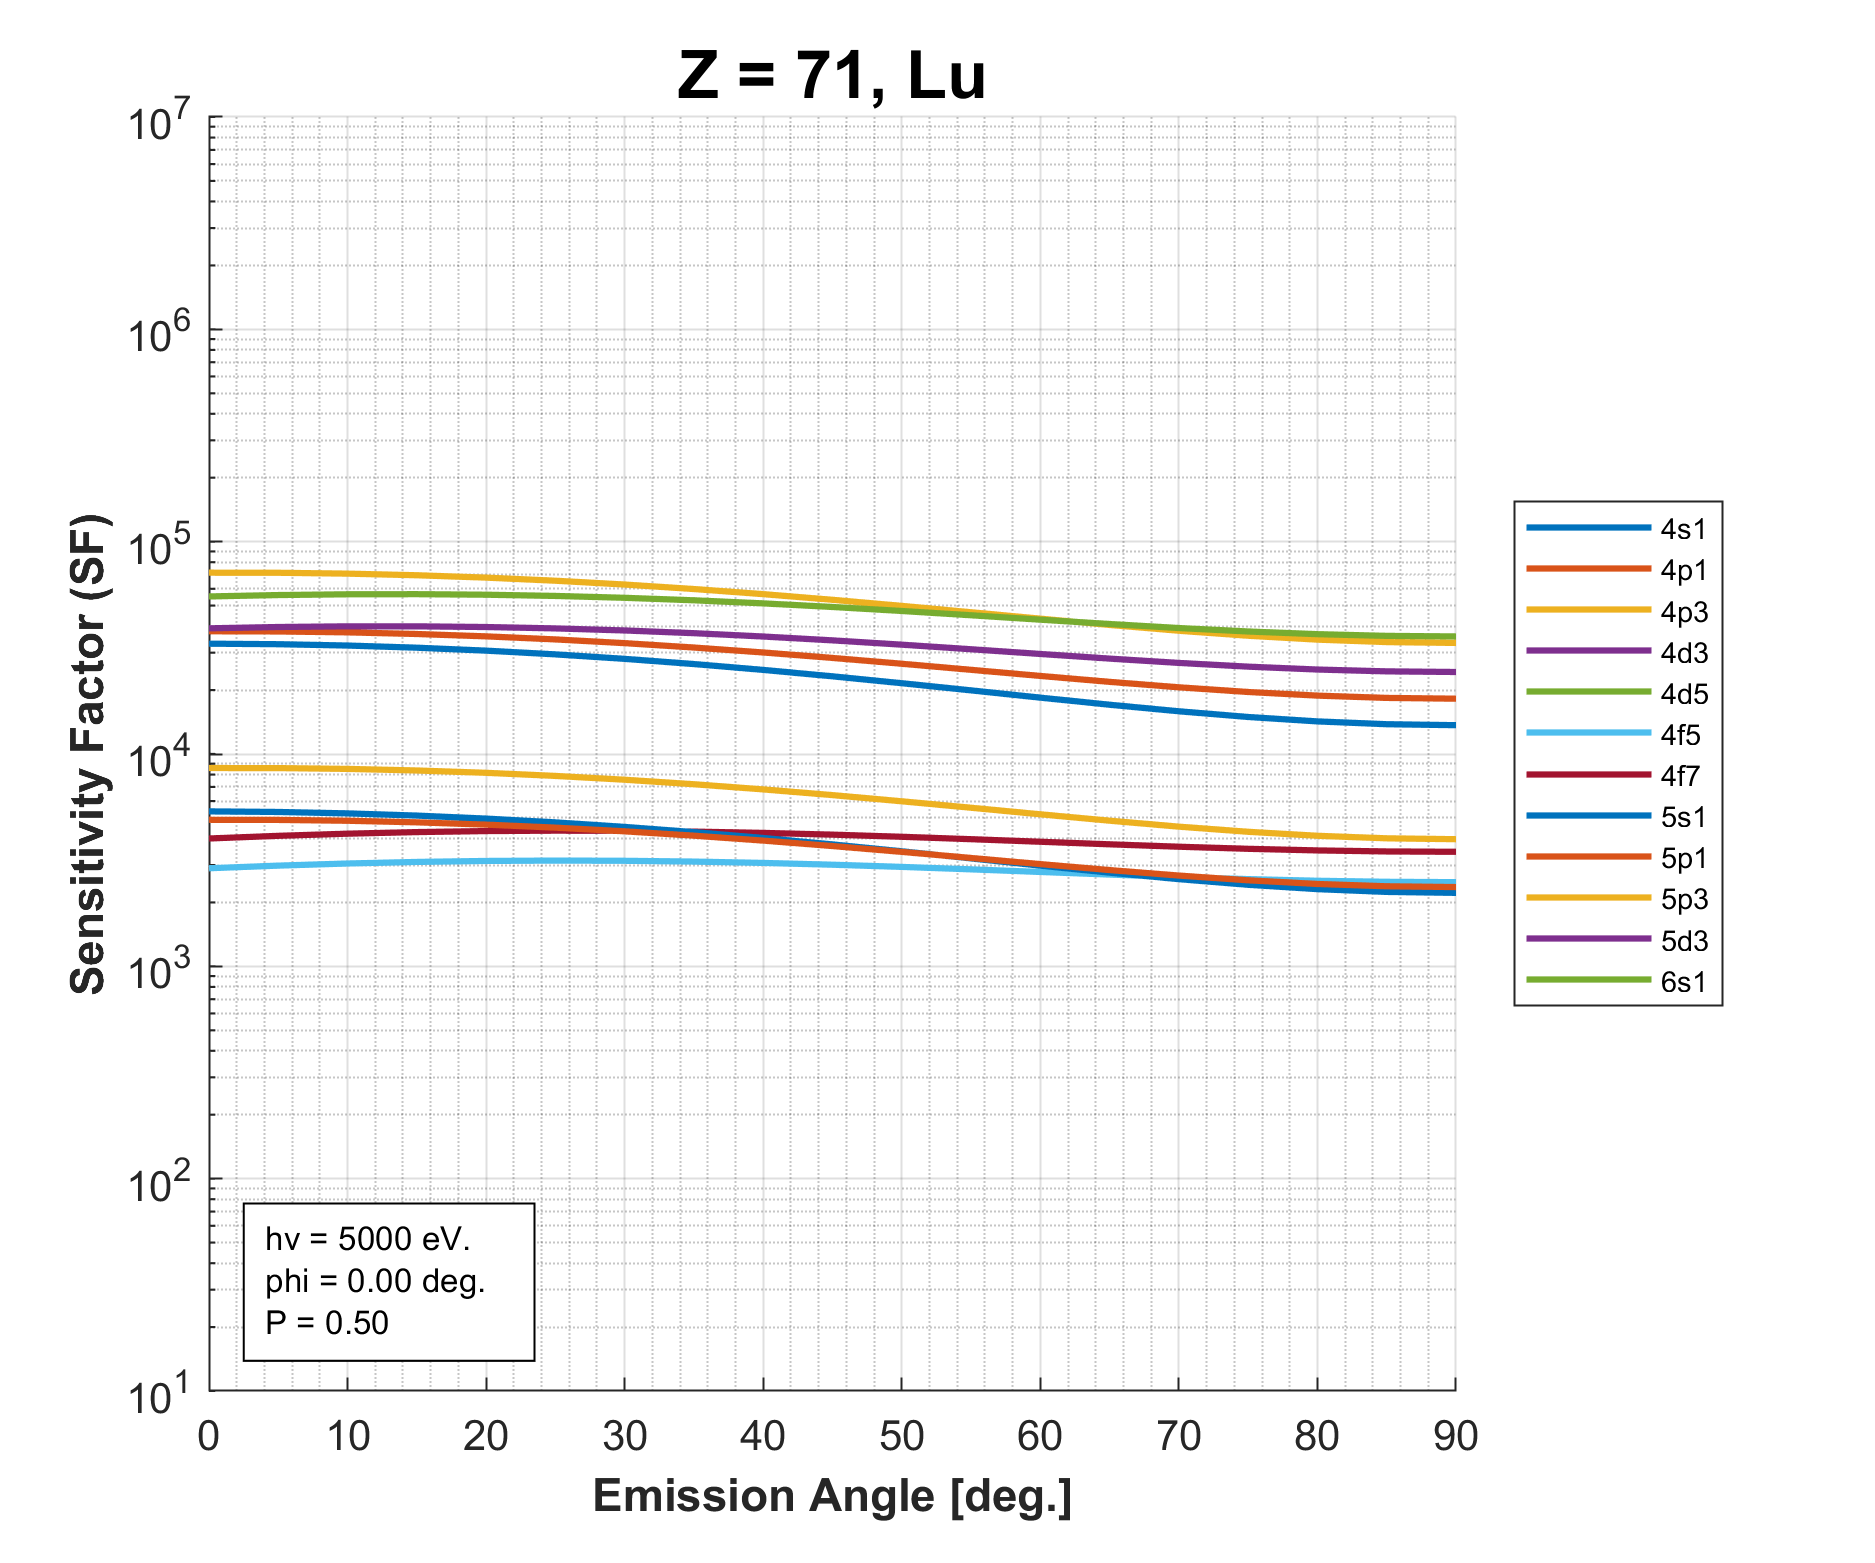 Z = 71, Lu
10^7
10^6
10^5
10^4
10^3
10^2
10^1
Sensitivity Factor (SF)
hv = 5000 eV.
phi = 0.00 deg.
P = 0.50
0 10 20 30 40 50 60 70 80 90
Emission Angle [deg.]
4s1
4p1
4p3
4d3
4d5
4f5
4f7
5s1
5p1
5p3
5d3
6s1